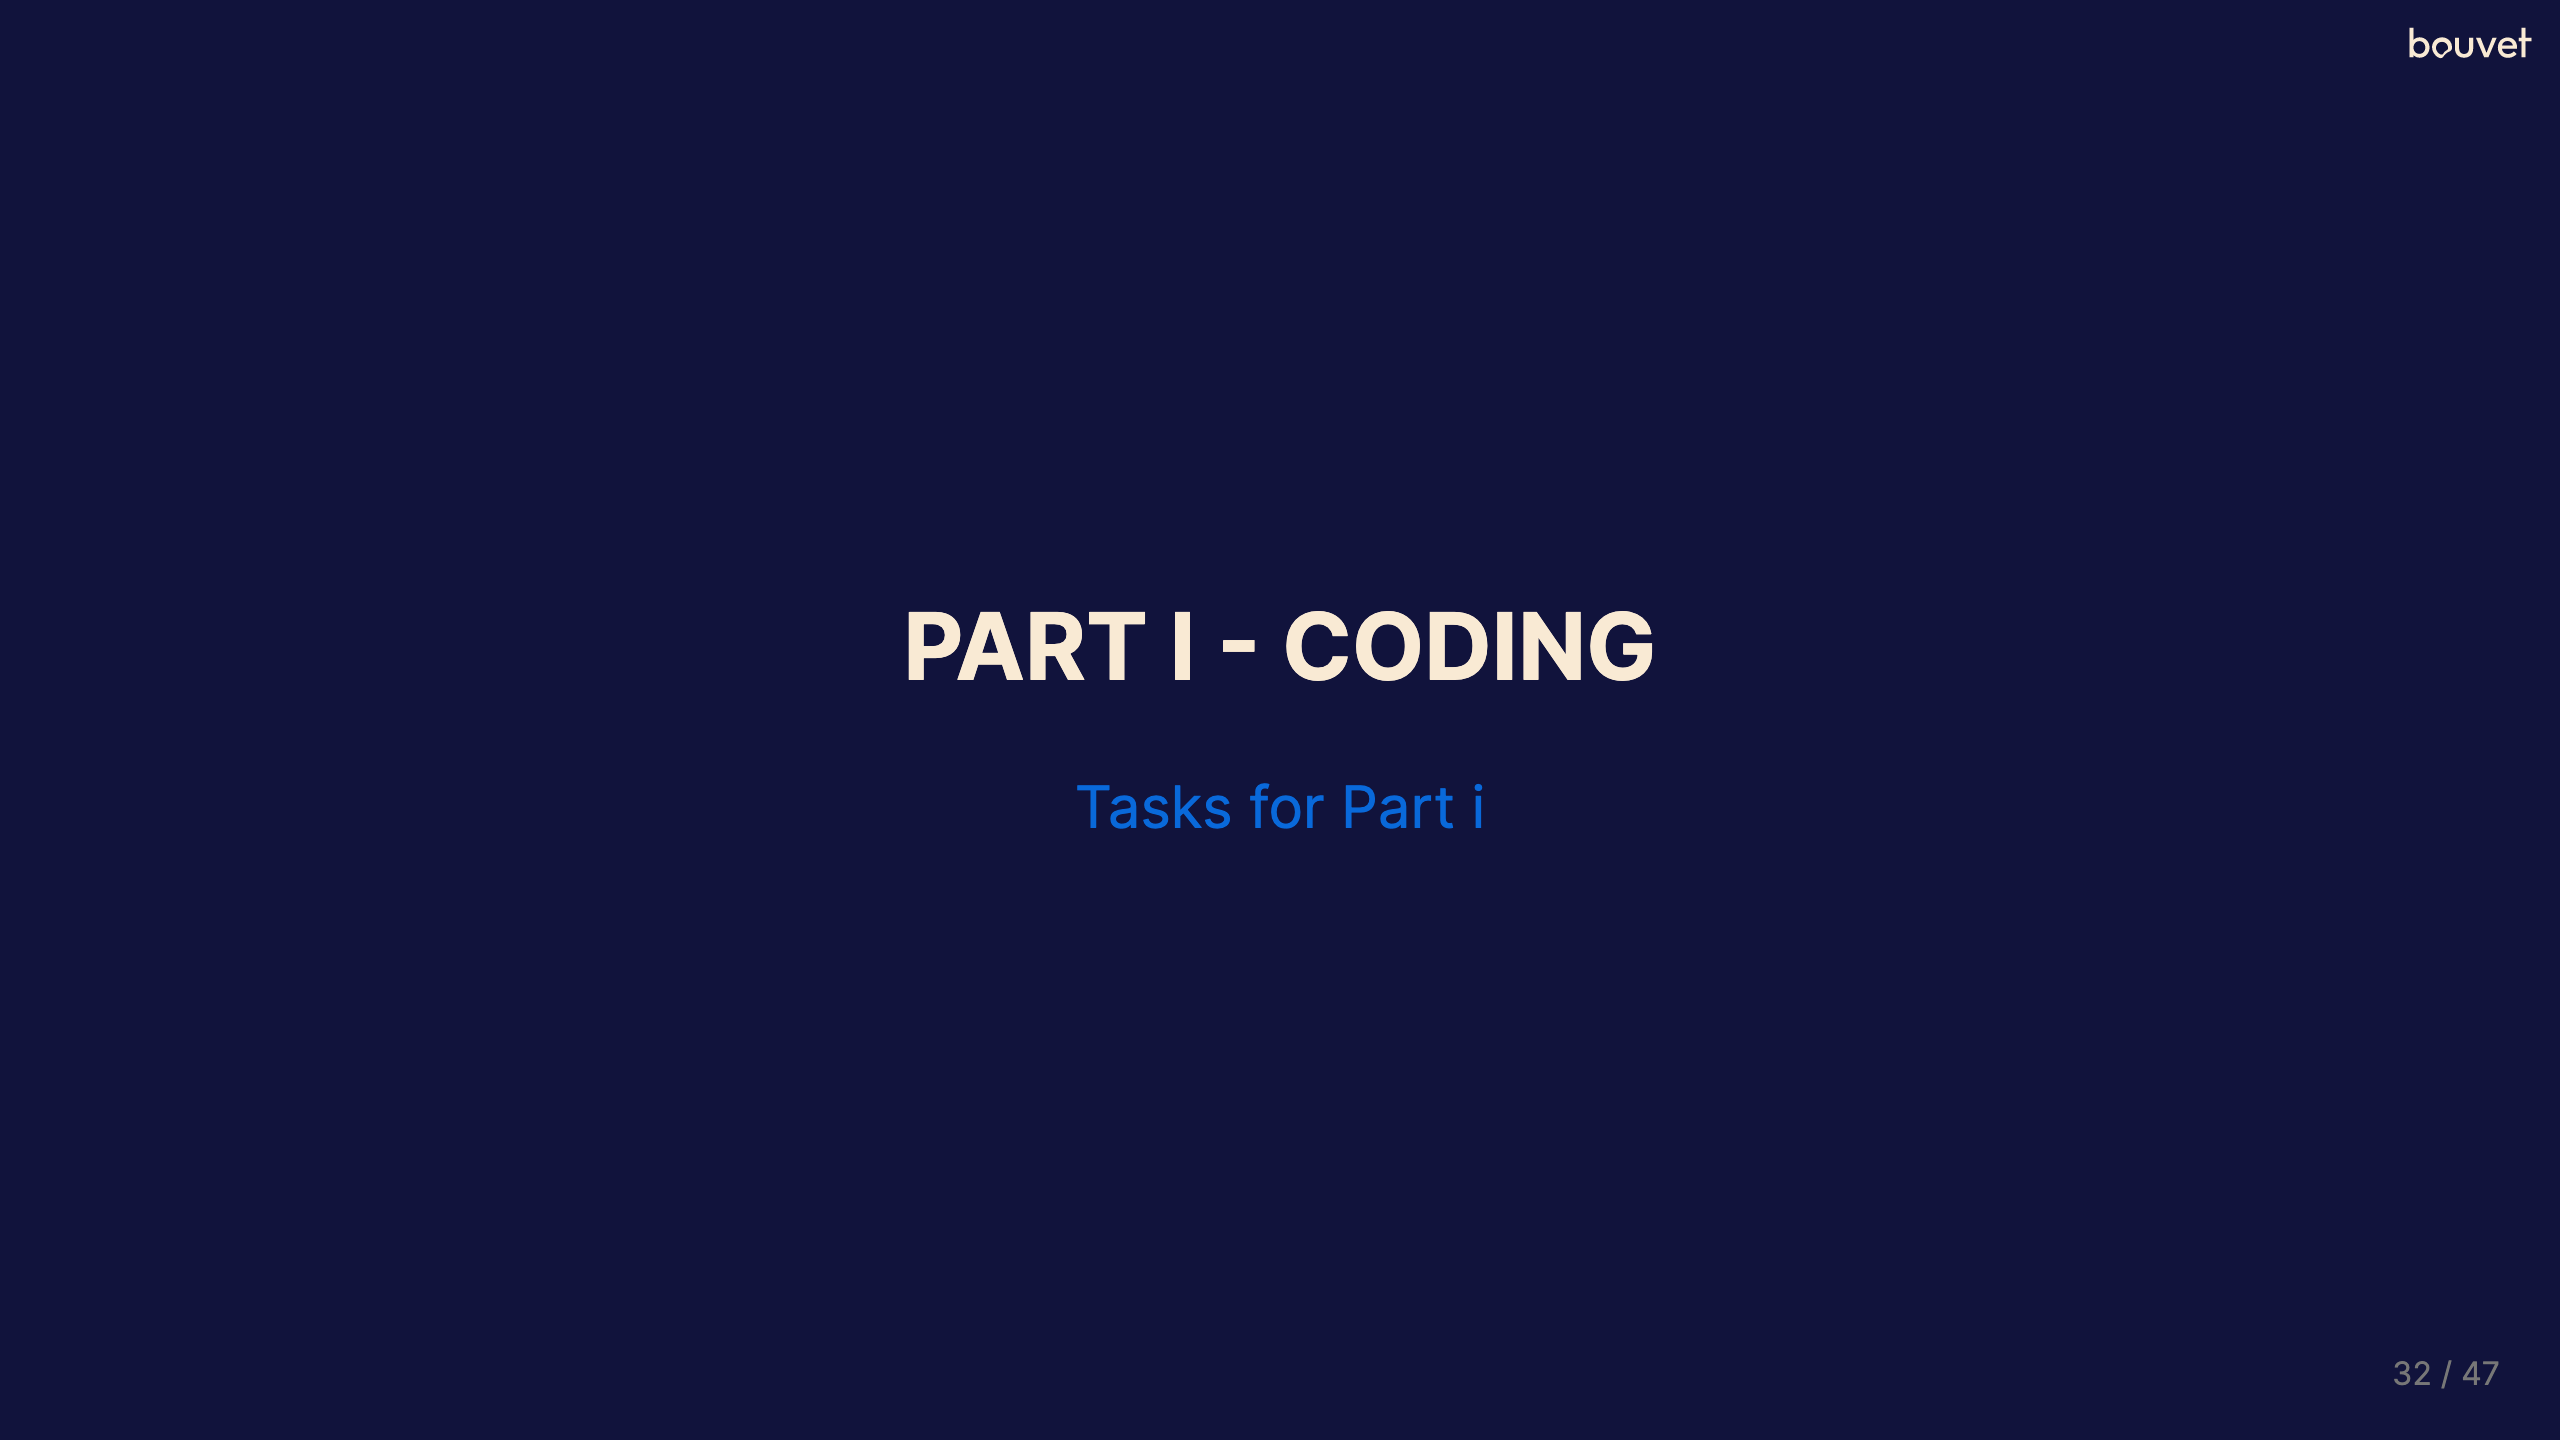 bouvet
PART I - CODING
Tasks for Part i
32 / 47